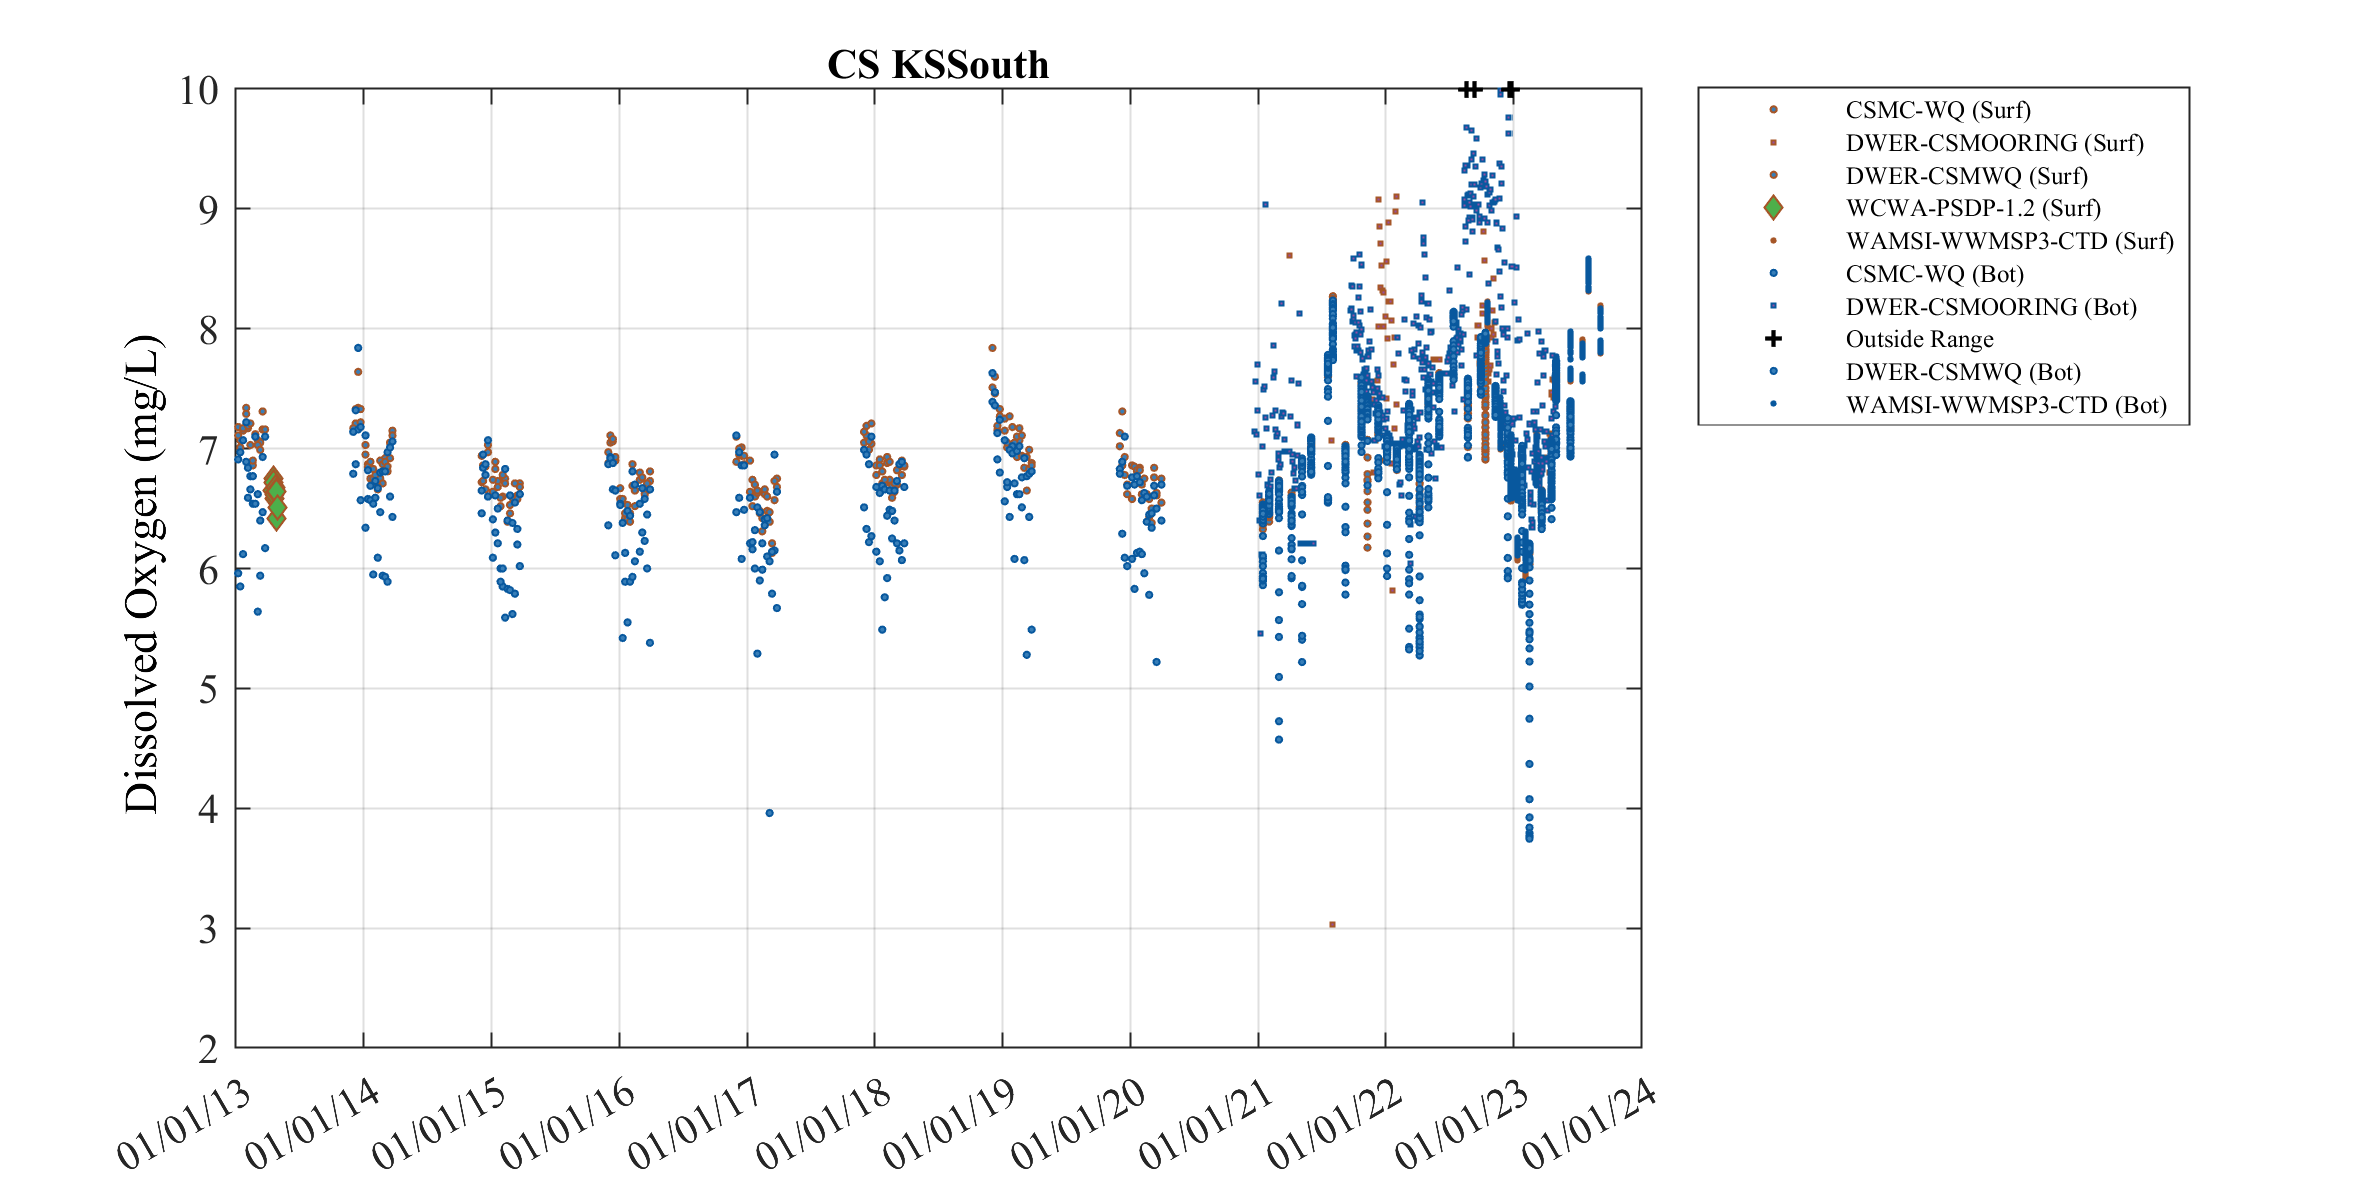 CS KSSouth
Dissolved Oxygen (mg/L)
10
9
8
7
6
5
4
3
2
01/01/13
01/01/14
01/01/15
01/01/16
01/01/17
01/01/18
01/01/19
01/01/20
01/01/21
01/01/22
01/01/23
01/01/24
CSMC-WQ (Surf)
DWER-CSMOORING (Surf)
DWER-CSMWQ (Surf)
WCWA-PSDP-1.2 (Surf)
WAMSI-WWMSP3-CTD (Surf)
CSMC-WQ (Bot)
DWER-CSMOORING (Bot)
Outside Range
DWER-CSMWQ (Bot)
WAMSI-WWMSP3-CTD (Bot)